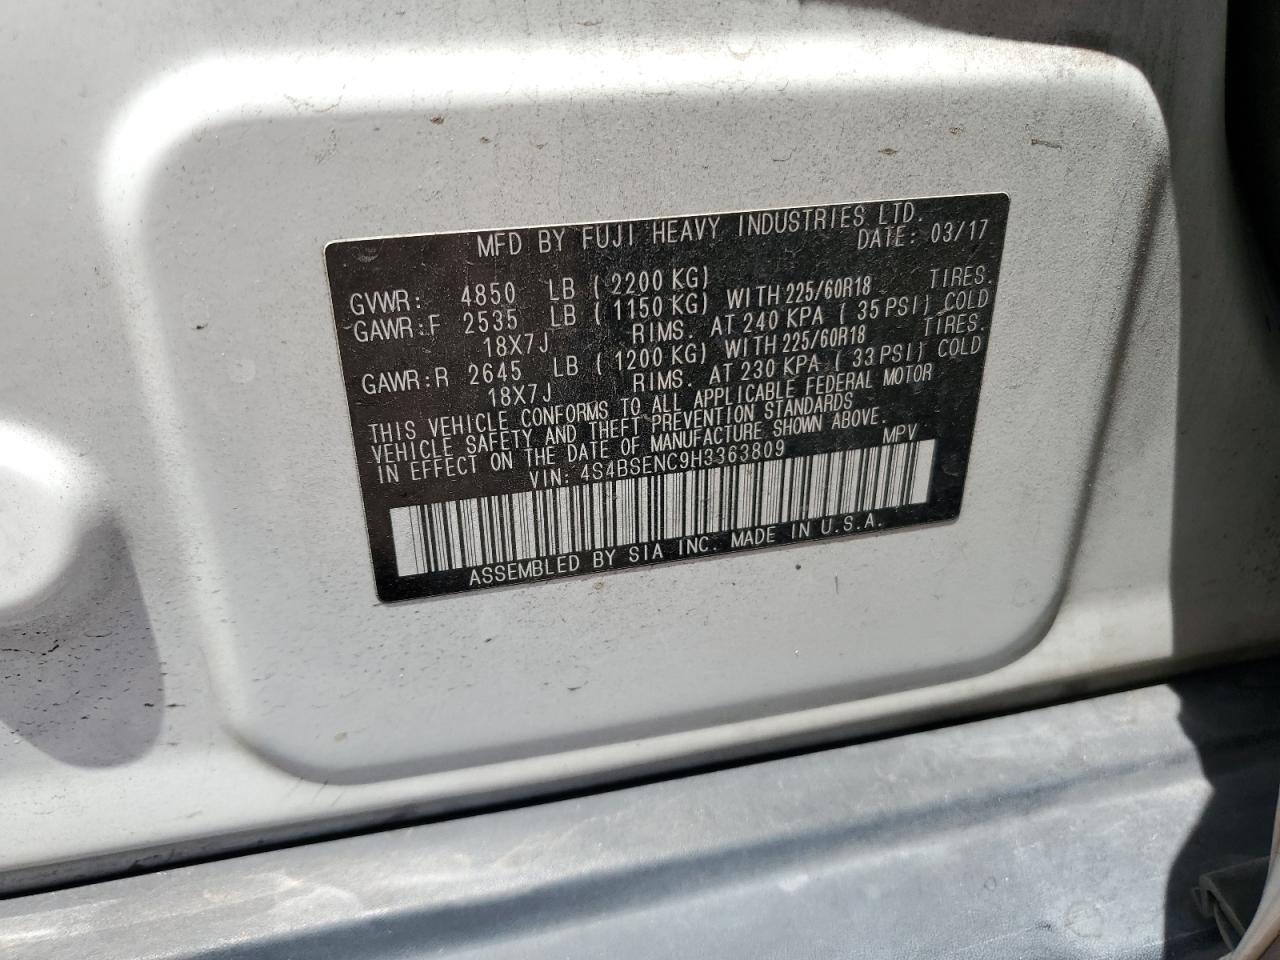 MFD BY FUJI HEAVY INDUSTRIES LTD.
DATE: 03/17
GVWR: 4850 LB (2200 KG)
GAWR:F 2535 LB (1150 KG) WITH 225/60R18 TIRES.
18X7J RIMS. AT 240 KPA (35 PSI) COLD
GAWR:R 2645 LB (1200 KG) WITH 225/60R18 TIRES.
18X7J RIMS. AT 230 KPA (33 PSI) COLD
THIS VEHICLE CONFORMS TO ALL APPLICABLE FEDERAL MOTOR
VEHICLE SAFETY AND THEFT PREVENTION STANDARDS
IN EFFECT ON THE DATE OF MANUFACTURE SHOWN ABOVE.
VIN: 4S4BSENC9H3363809 MPV
ASSEMBLED BY SIA INC. MADE IN U.S.A.